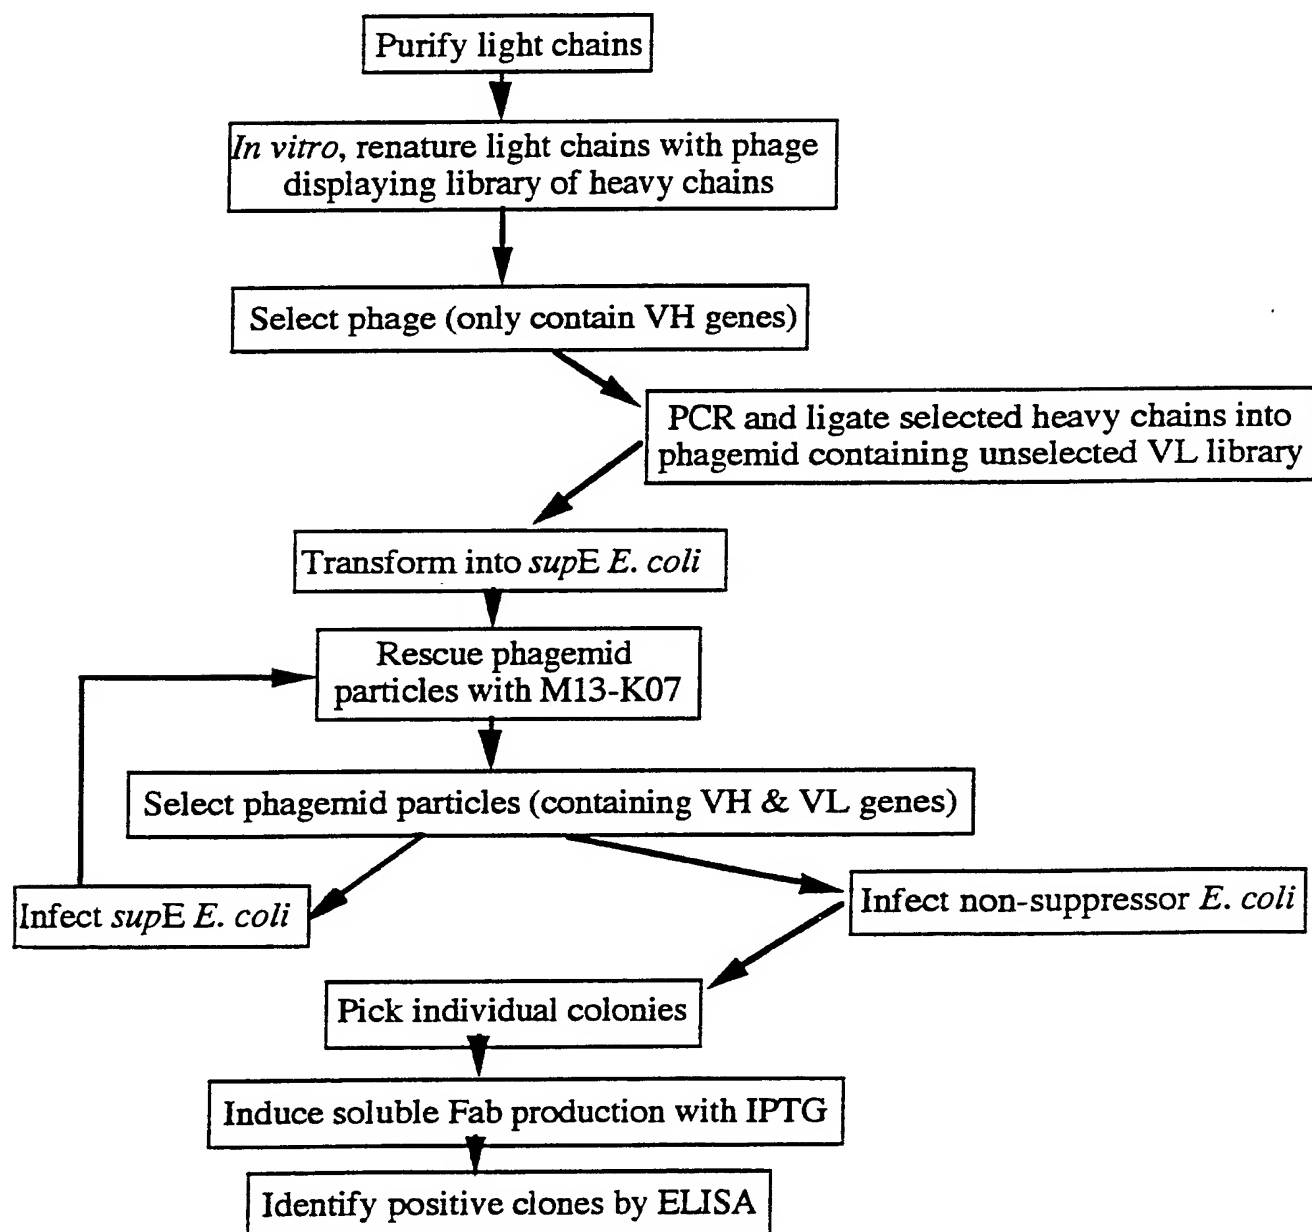 Purify light chains
In vitro, renature light chains with phage
displaying library of heavy chains
Select phage (only contain VH genes)
PCR and ligate selected heavy chains into
phagemid containing unselected VL library
Transform into supE E. coli
Rescue phagemid
particles with M13-K07
Select phagemid particles (containing VH & VL genes)
Infect supE E. coli
Infect non-suppressor E. coli
Pick individual colonies
Induce soluble Fab production with IPTG
Identify positive clones by ELISA